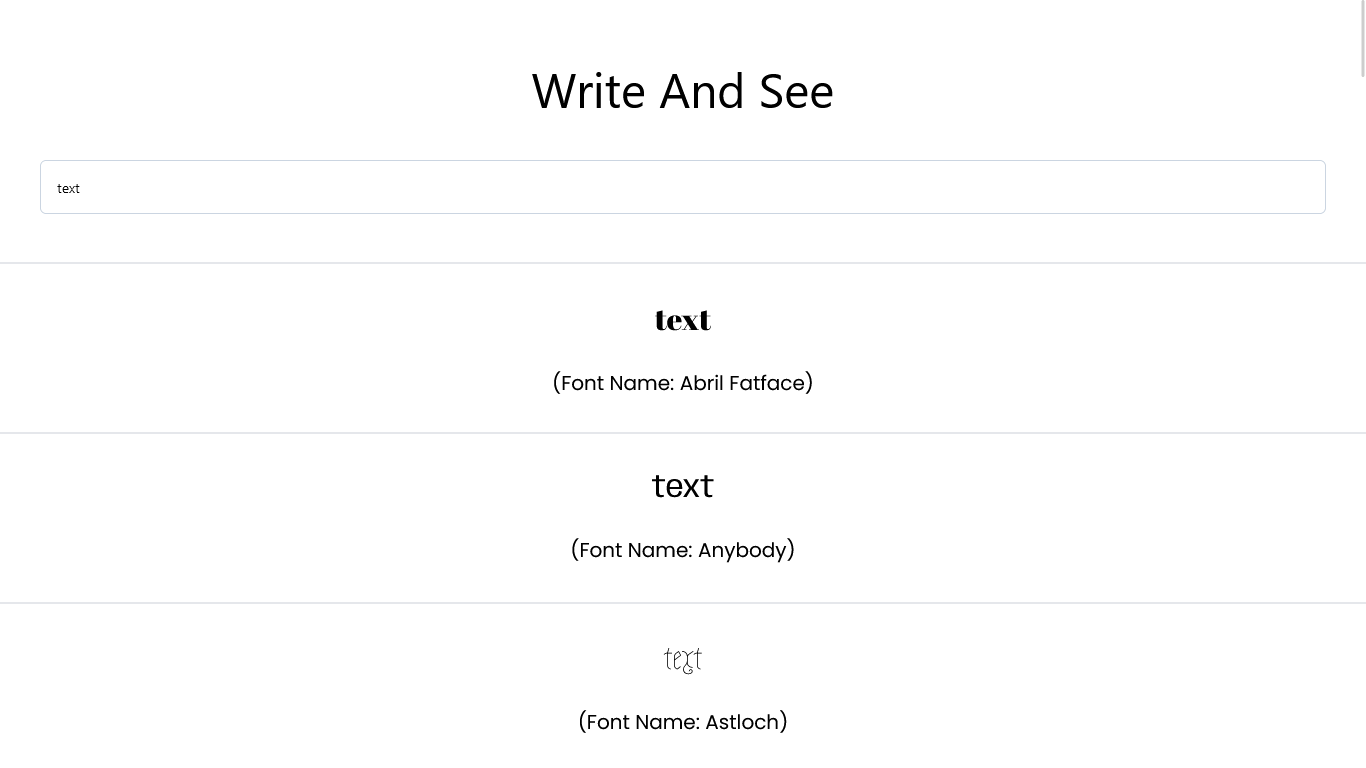 Write And See
text
text
(Font Name: Abril Fatface)
text
(Font Name: Anybody)
text
(Font Name: Astloch)